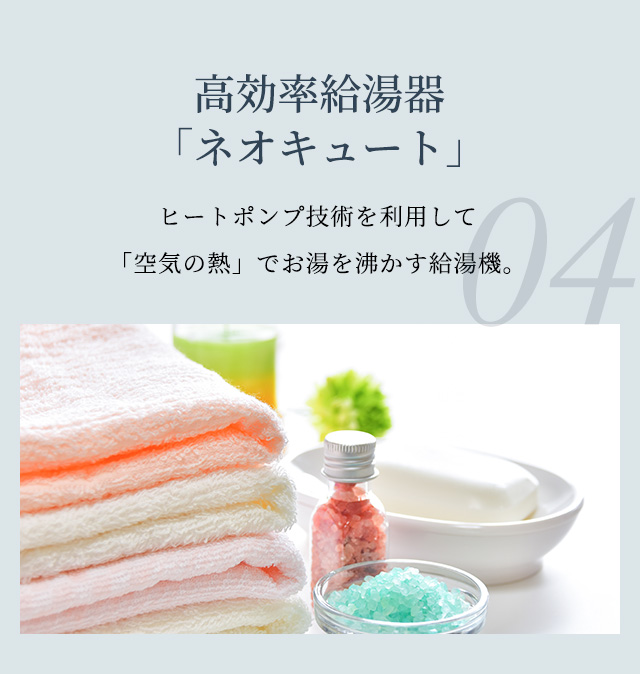 高効率給湯器
「ネオキュート」
ヒートポンプ技術を利用して
「空気の熱」でお湯を沸かす給湯機。
04